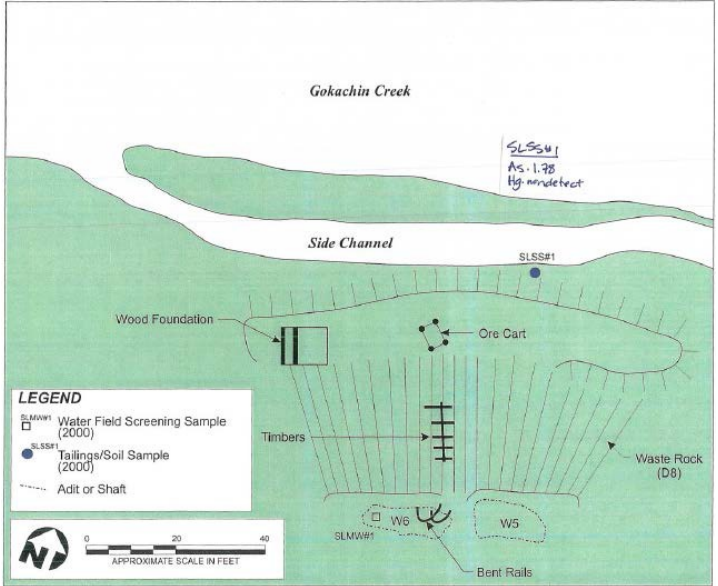 Gokachin Creek
SLSS#1
As - 1.78
Hg - nondetect
Side Channel
SLSS#1
Wood Foundation
Ore Cart
LEGEND
SLMW#1 Water Field Screening Sample
(2000)
SLSS#1 Tailings/Soil Sample
(2000)
Adit or Shaft
Timbers
Waste Rock
(D8)
W6
W5
SLMW#1
Bent Rails
N
0 20 40
APPROXIMATE SCALE IN FEET